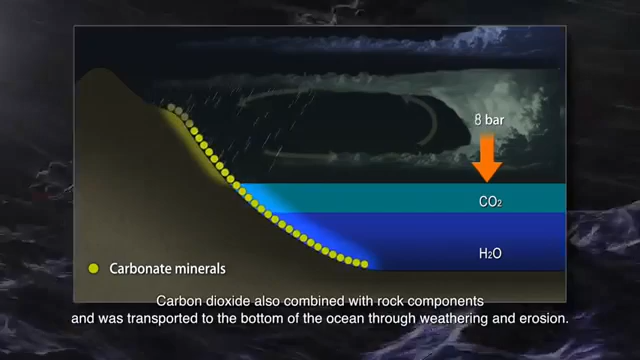 8 bar
CO₂
H₂O
Carbonate minerals
Carbon dioxide also combined with rock components
and was transported to the bottom of the ocean through weathering and erosion.